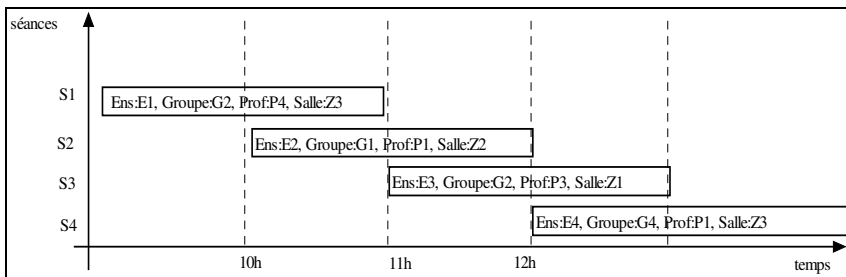 séances
S1
Ens:E1, Groupe:G2, Prof:P4, Salle:Z3
S2
Ens:E2, Groupe:G1, Prof:P1, Salle:Z2
S3
Ens:E3, Groupe:G2, Prof:P3, Salle:Z1
S4
Ens:E4, Groupe:G4, Prof:P1, Salle:Z3
10h 11h 12h temps